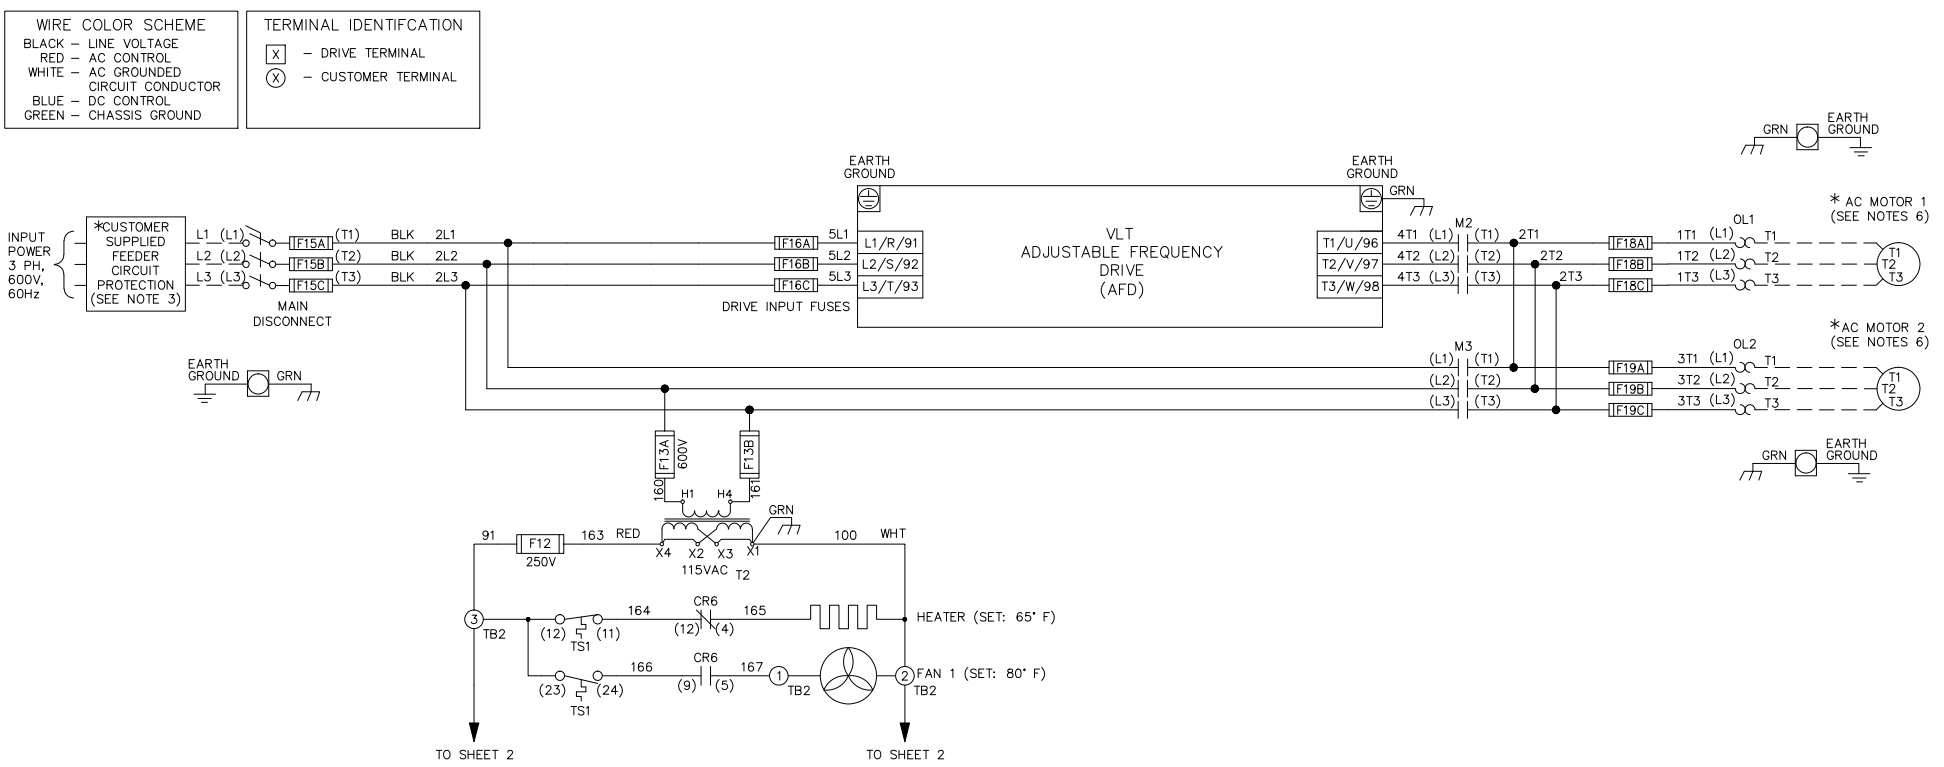 WIRE COLOR SCHEME
BLACK – LINE VOLTAGE
RED – AC CONTROL
WHITE – AC GROUNDED
CIRCUIT CONDUCTOR
BLUE – DC CONTROL
GREEN – CHASSIS GROUND
TERMINAL IDENTIFCATION
X – DRIVE TERMINAL
X – CUSTOMER TERMINAL
INPUT
POWER
3 PH,
600V,
60Hz
*CUSTOMER
SUPPLIED
FEEDER
CIRCUIT
PROTECTION
(SEE NOTE 3)
L1 (L1) F15A (T1) BLK 2L1 F16A 5L1
L2 (L2) F15B (T2) BLK 2L2 F16B 5L2
L3 (L3) F15C (T3) BLK 2L3 F16C 5L3
MAIN
DISCONNECT
DRIVE INPUT FUSES
EARTH
GROUND
GRN
EARTH
GROUND
L1/R/91
L2/S/92
L3/T/93
VLT
ADJUSTABLE FREQUENCY
DRIVE
(AFD)
EARTH
GROUND
GRN
T1/U/96
T2/V/97
T3/W/98
M2
4T1 (L1) (T1) 2T1 F18A 1T1 (L1) T1
4T2 (L2) (T2) 2T2 F18B 1T2 (L2) T2
4T3 (L3) (T3) 2T3 F18C 1T3 (L3) T3
OL1
GRN
EARTH
GROUND
* AC MOTOR 1
(SEE NOTES 6)
T1
T2
T3
M3
(L1) (T1) F19A 3T1 (L1) T1
(L2) (T2) F19B 3T2 (L2) T2
(L3) (T3) F19C 3T3 (L3) T3
OL2
*AC MOTOR 2
(SEE NOTES 6)
T1
T2
T3
GRN
EARTH
GROUND
F13A
600V
F13B
160
161
H1 H4
GRN
91 F12 163 RED
250V
X4 X2 X3 X1
100 WHT
115VAC T2
3
TB2
(12) (11)
TS1
164
CR6
(12) (4)
165
HEATER (SET: 65° F)
(23) (24)
TS1
166
CR6
(9) (5)
167
1
TB2
2
TB2
FAN 1 (SET: 80° F)
TO SHEET 2
TO SHEET 2